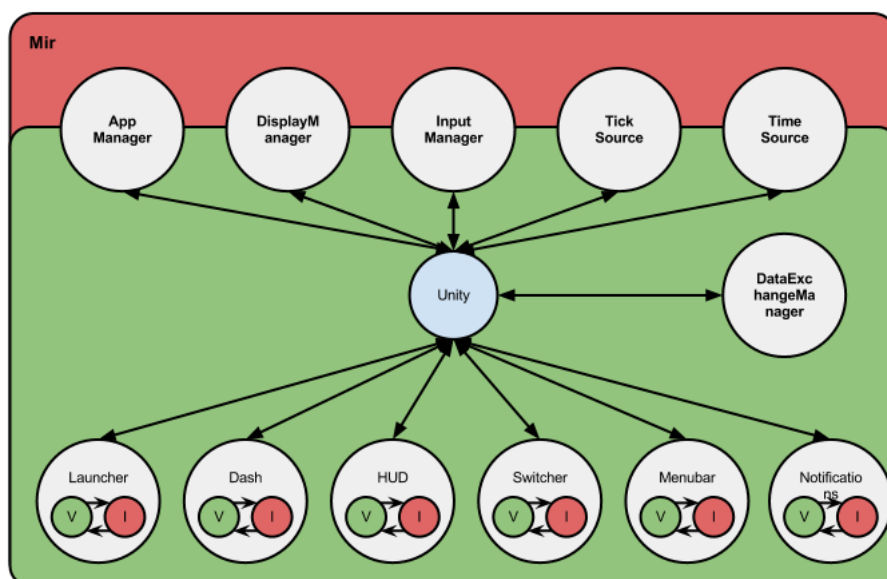 Mir
App
Manager
DisplayM
anager
Input
Manager
Tick
Source
Time
Source
Unity
DataExc
hangeMa
nager
Launcher
V
I
Dash
V
I
HUD
V
I
Switcher
V
I
Menubar
V
I
Notificatio
ns
V
I